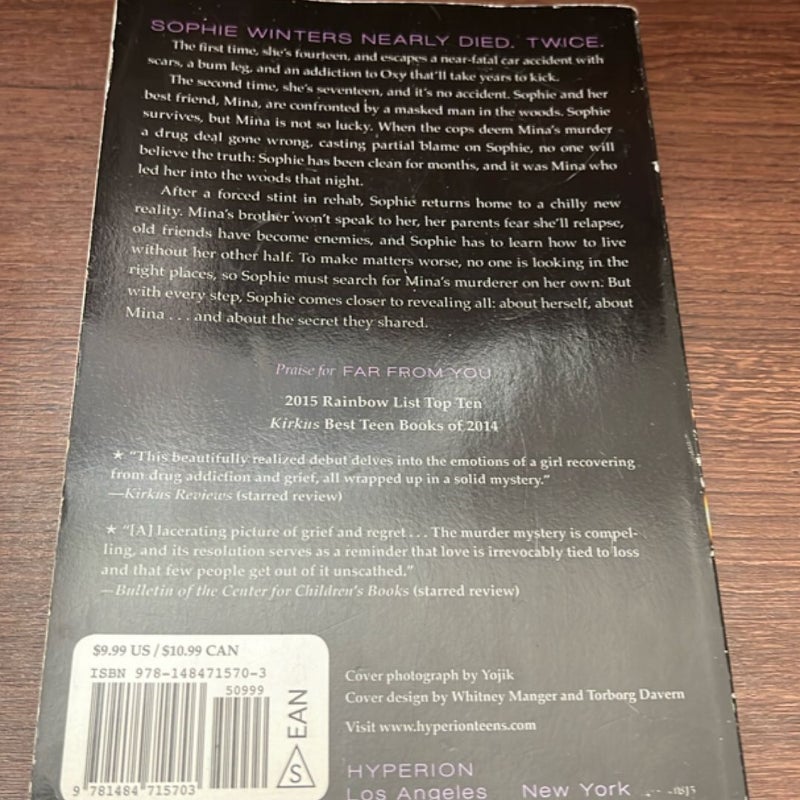 SOPHIE WINTERS NEARLY DIED. TWICE.
The first time, she's fourteen, and escapes a near-fatal car accident with
scars, a bum leg, and an addiction to Oxy that'll take years to kick.
The second time, she's seventeen, and it's no accident. Sophie and her
best friend, Mina, are confronted by a masked man in the woods. Sophie
survives, but Mina is not so lucky. When the cops deem Mina's murder
a drug deal gone wrong, casting partial blame on Sophie, no one will
believe the truth: Sophie has been clean for months, and it was Mina who
led her into the woods that night.
After a forced stint in rehab, Sophie returns home to a chilly new
reality. Mina's brother won't speak to her, her parents fear she'll relapse,
old friends have become enemies, and Sophie has to learn how to live
without her other half. To make matters worse, no one is looking in the
right places, so Sophie must search for Mina's murderer on her own. But
with every step, Sophie comes closer to revealing all: about herself, about
Mina . . . and about the secret they shared.
Praise for FAR FROM YOU
2015 Rainbow List Top Ten
Kirkus Best Teen Books of 2014
★ "This beautifully realized debut delves into the emotions of a girl recovering
from drug addiction and grief, all wrapped up in a solid mystery."
—Kirkus Reviews (starred review)
★ "[A] lacerating picture of grief and regret . . . The murder mystery is compel-
ling, and its resolution serves as a reminder that love is irrevocably tied to loss
and that few people get out of it unscathed."
—Bulletin of the Center for Children's Books (starred review)
$9.99 US / $10.99 CAN
ISBN 978-148471570-3
50999
EAN
S
9 781484 715703
Cover photograph by Yojik
Cover design by Whitney Manger and Torborg Davern
Visit www.hyperionteens.com
HYPERION
Los Angeles New York